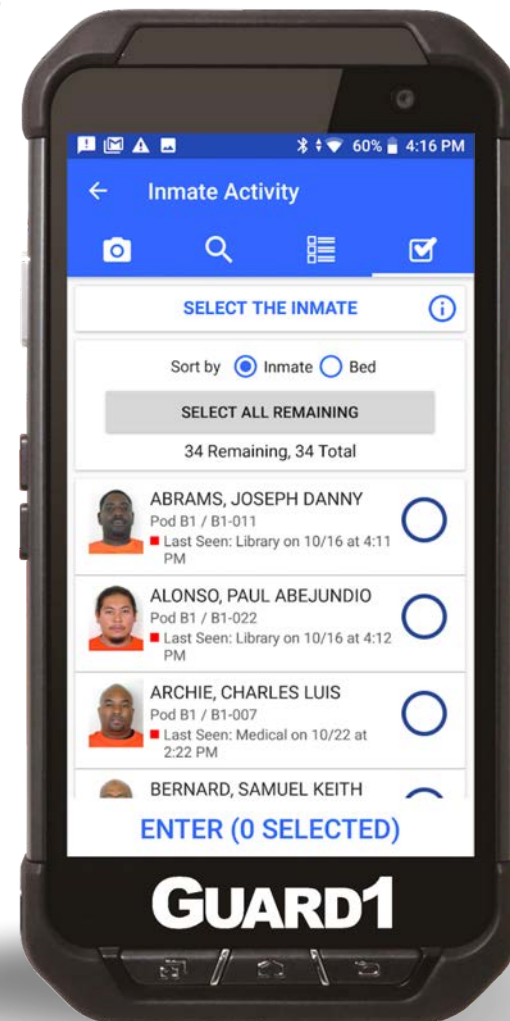 60% 4:16 PM
Inmate Activity
SELECT THE INMATE
Sort by Inmate Bed
SELECT ALL REMAINING
34 Remaining, 34 Total
ABRAMS, JOSEPH DANNY
Pod B1 / B1-011
Last Seen: Library on 10/16 at 4:11
PM
ALONSO, PAUL ABEJUNDIO
Pod B1 / B1-022
Last Seen: Library on 10/16 at 4:12
PM
ARCHIE, CHARLES LUIS
Pod B1 / B1-007
Last Seen: Medical on 10/22 at
2:22 PM
BERNARD, SAMUEL KEITH
ENTER (0 SELECTED)
GUARD1